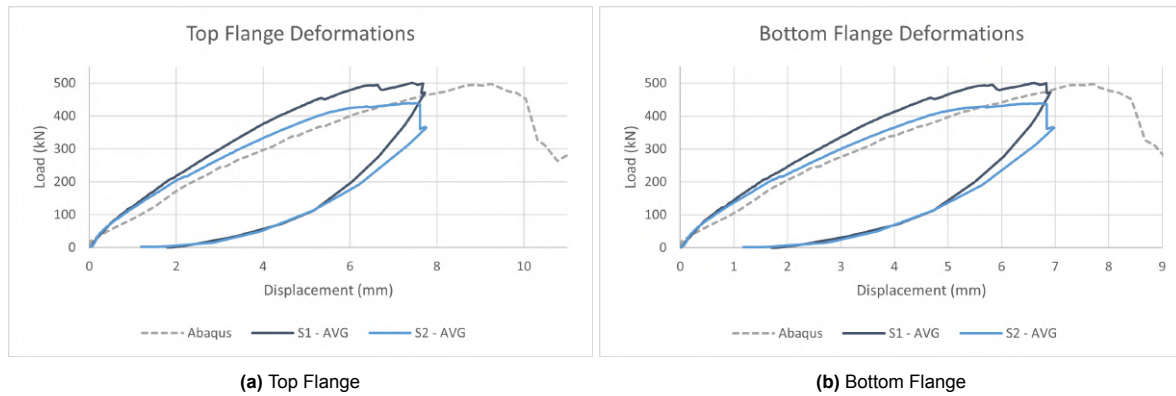 Top Flange Deformations
Load (kN)
500
400
300
200
100
0
0 2 4 6 8 10
Displacement (mm)
Abaqus S1 - AVG S2 - AVG
(a) Top Flange
Bottom Flange Deformations
Load (kN)
500
400
300
200
100
0
0 1 2 3 4 5 6 7 8 9
Displacement (mm)
Abaqus S1 - AVG S2 - AVG
(b) Bottom Flange